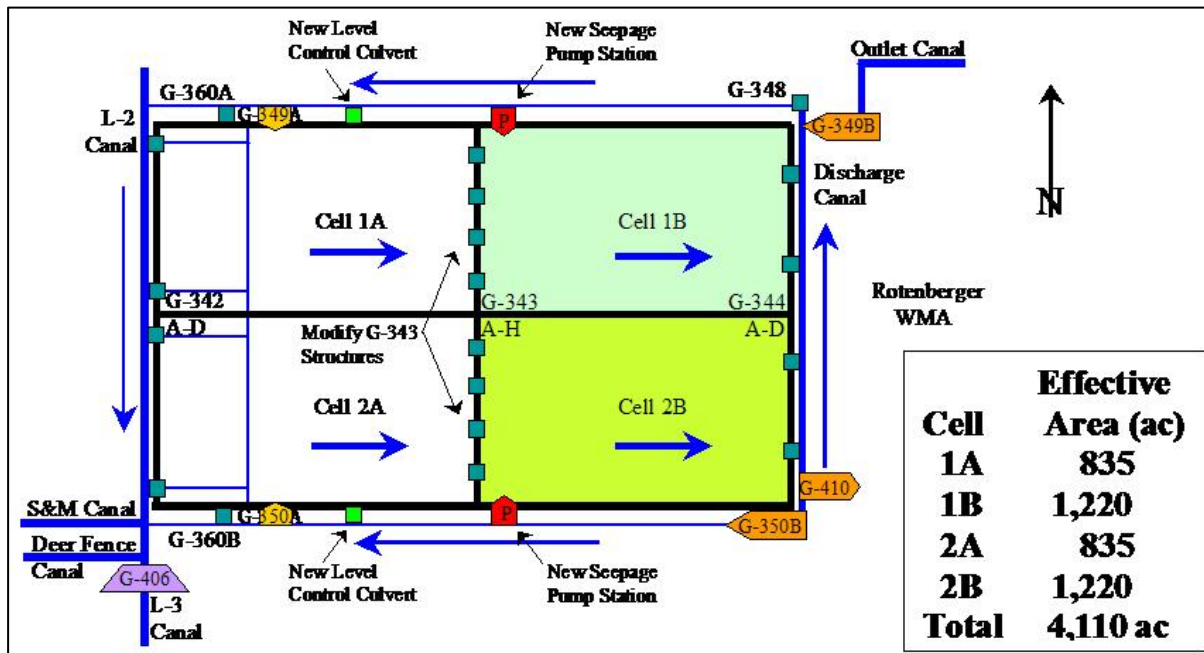 New Level
Control Culvert
New Seepage
Pump Station
Outlet Canal
G-360A
G-349A
P
G-348
G-349B
L-2
Canal
Discharge
Canal
N
Cell 1A
Cell 1B
G-342
A-D
G-343
A-H
G-344
A-D
Modify G-343
Structures
Rotenberger
WMA
Cell 2A
Cell 2B
S&M Canal
Deer Fence
Canal
G-406
L-3
Canal
G-360B
G-350A
P
G-350B
G-410
New Level
Control Culvert
New Seepage
Pump Station
Effective
Cell Area (ac)
1A 835
1B 1,220
2A 835
2B 1,220
Total 4,110 ac